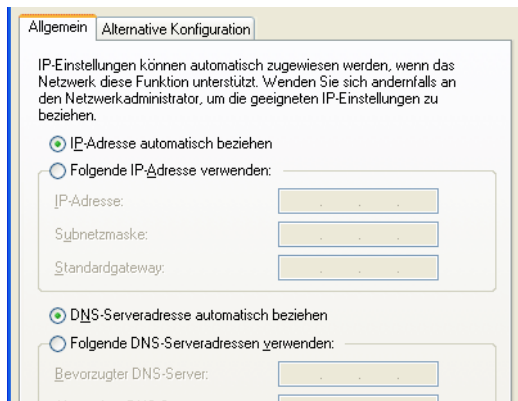 Allgemein
Alternative Konfiguration
IP-Einstellungen können automatisch zugewiesen werden, wenn das
Netzwerk diese Funktion unterstützt. Wenden Sie sich andernfalls an
den Netzwerkadministrator, um die geeigneten IP-Einstellungen zu
beziehen.
IP-Adresse automatisch beziehen
Folgende IP-Adresse verwenden:
IP-Adresse:
Subnetzmaske:
Standardgateway:
DNS-Serveradresse automatisch beziehen
Folgende DNS-Serveradressen verwenden:
Bevorzugter DNS-Server: